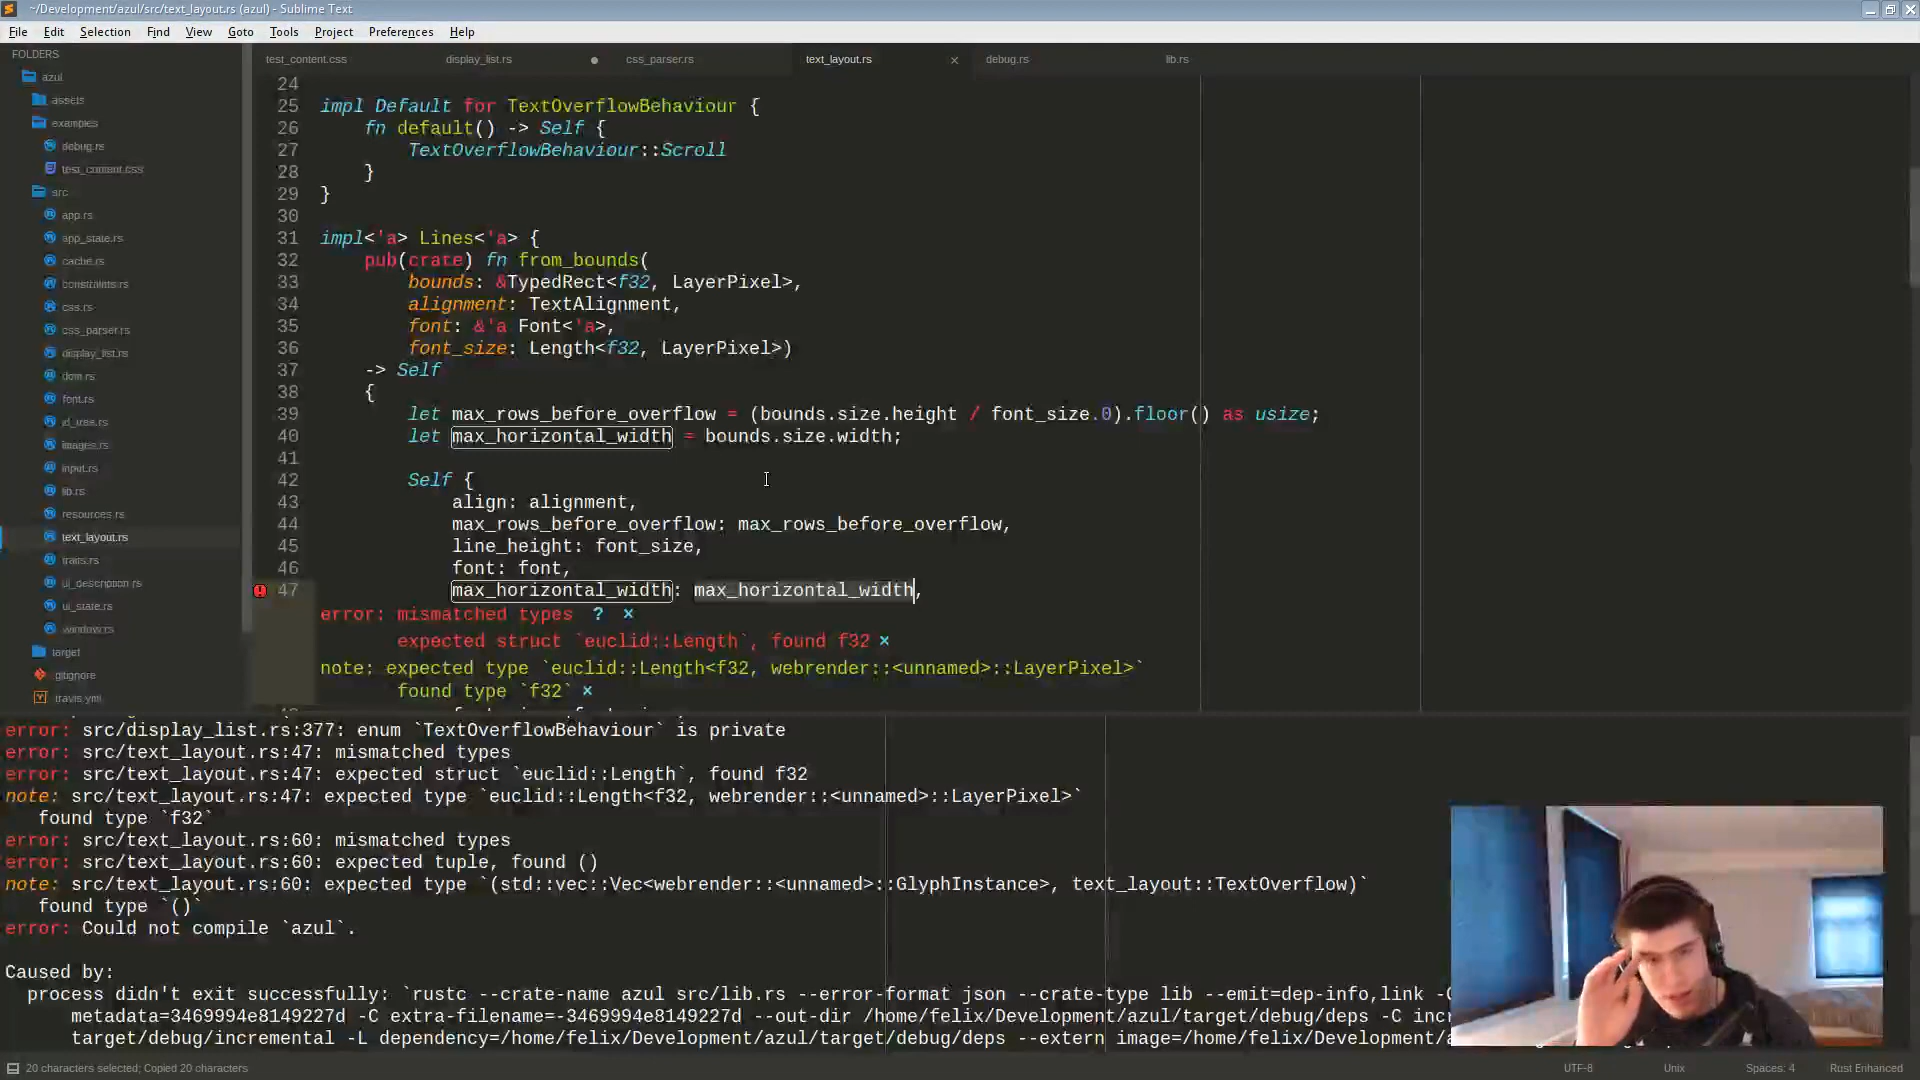 ~/Development/azul/src/text_layout.rs (azul) - Sublime Text
File Edit Selection Find View Goto Tools Project Preferences Help
FOLDERS
azul
assets
examples
debug.rs
test_content.css
src
app.rs
app_state.rs
cache.rs
constraints.rs
css.rs
css_parser.rs
display_list.rs
dom.rs
font.rs
id_tree.rs
images.rs
input.rs
lib.rs
resources.rs
text_layout.rs
traits.rs
ui_description.rs
ui_state.rs
window.rs
target
.gitignore
.travis.yml
test_content.css display_list.rs css_parser.rs text_layout.rs × debug.rs lib.rs
24
25 impl Default for TextOverflowBehaviour {
26 fn default() -> Self {
27 TextOverflowBehaviour::Scroll
28 }
29 }
30
31 impl<'a> Lines<'a> {
32 pub(crate) fn from_bounds(
33 bounds: &TypedRect<f32, LayerPixel>,
34 alignment: TextAlignment,
35 font: &'a Font<'a>,
36 font_size: Length<f32, LayerPixel>)
37 -> Self
38 {
39 let max_rows_before_overflow = (bounds.size.height / font_size.0).floor() as usize;
40 let max_horizontal_width = bounds.size.width;
41
42 Self {
43 align: alignment,
44 max_rows_before_overflow: max_rows_before_overflow,
45 line_height: font_size,
46 font: font,
47 max_horizontal_width: max_horizontal_width,
error: mismatched types ? ×
expected struct `euclid::Length`, found f32 ×
note: expected type `euclid::Length<f32, webrender::<unnamed>::LayerPixel>`
found type `f32` ×
error: src/display_list.rs:377: enum `TextOverflowBehaviour` is private
error: src/text_layout.rs:47: mismatched types
error: src/text_layout.rs:47: expected struct `euclid::Length`, found f32
note: src/text_layout.rs:47: expected type `euclid::Length<f32, webrender::<unnamed>::LayerPixel>`
found type `f32`
error: src/text_layout.rs:60: mismatched types
error: src/text_layout.rs:60: expected tuple, found ()
note: src/text_layout.rs:60: expected type `(std::vec::Vec<webrender::<unnamed>::GlyphInstance>, text_layout::TextOverflow)`
found type `()`
error: Could not compile `azul`.
Caused by:
process didn't exit successfully: `rustc --crate-name azul src/lib.rs --error-format json --crate-type lib --emit=dep-info,link -C
metadata=3469994e8149227d -C extra-filename=-3469994e8149227d --out-dir /home/felix/Development/azul/target/debug/deps -C incr
target/debug/incremental -L dependency=/home/felix/Development/azul/target/debug/deps --extern image=/home/felix/Development/a
20 characters selected; Copied 20 characters UTF-8 Unix Spaces: 4 Rust Enhanced